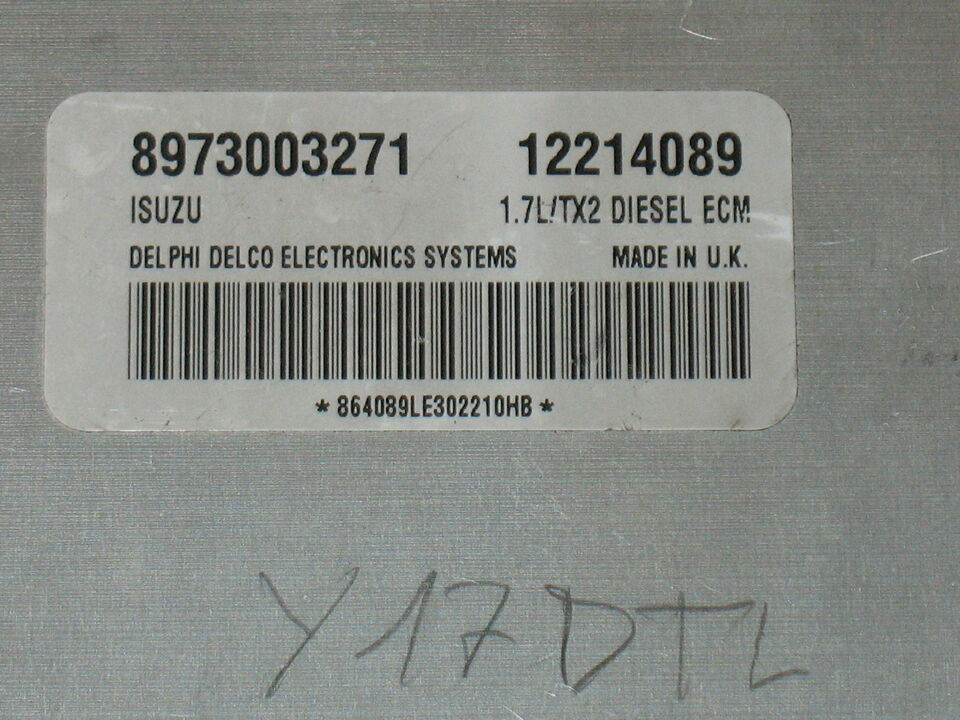 8973003271 12214089
ISUZU 1.7L/TX2 DIESEL ECM
DELPHI DELCO ELECTRONICS SYSTEMS MADE IN U.K.
* 864089LE302210HB *
Y17DTL